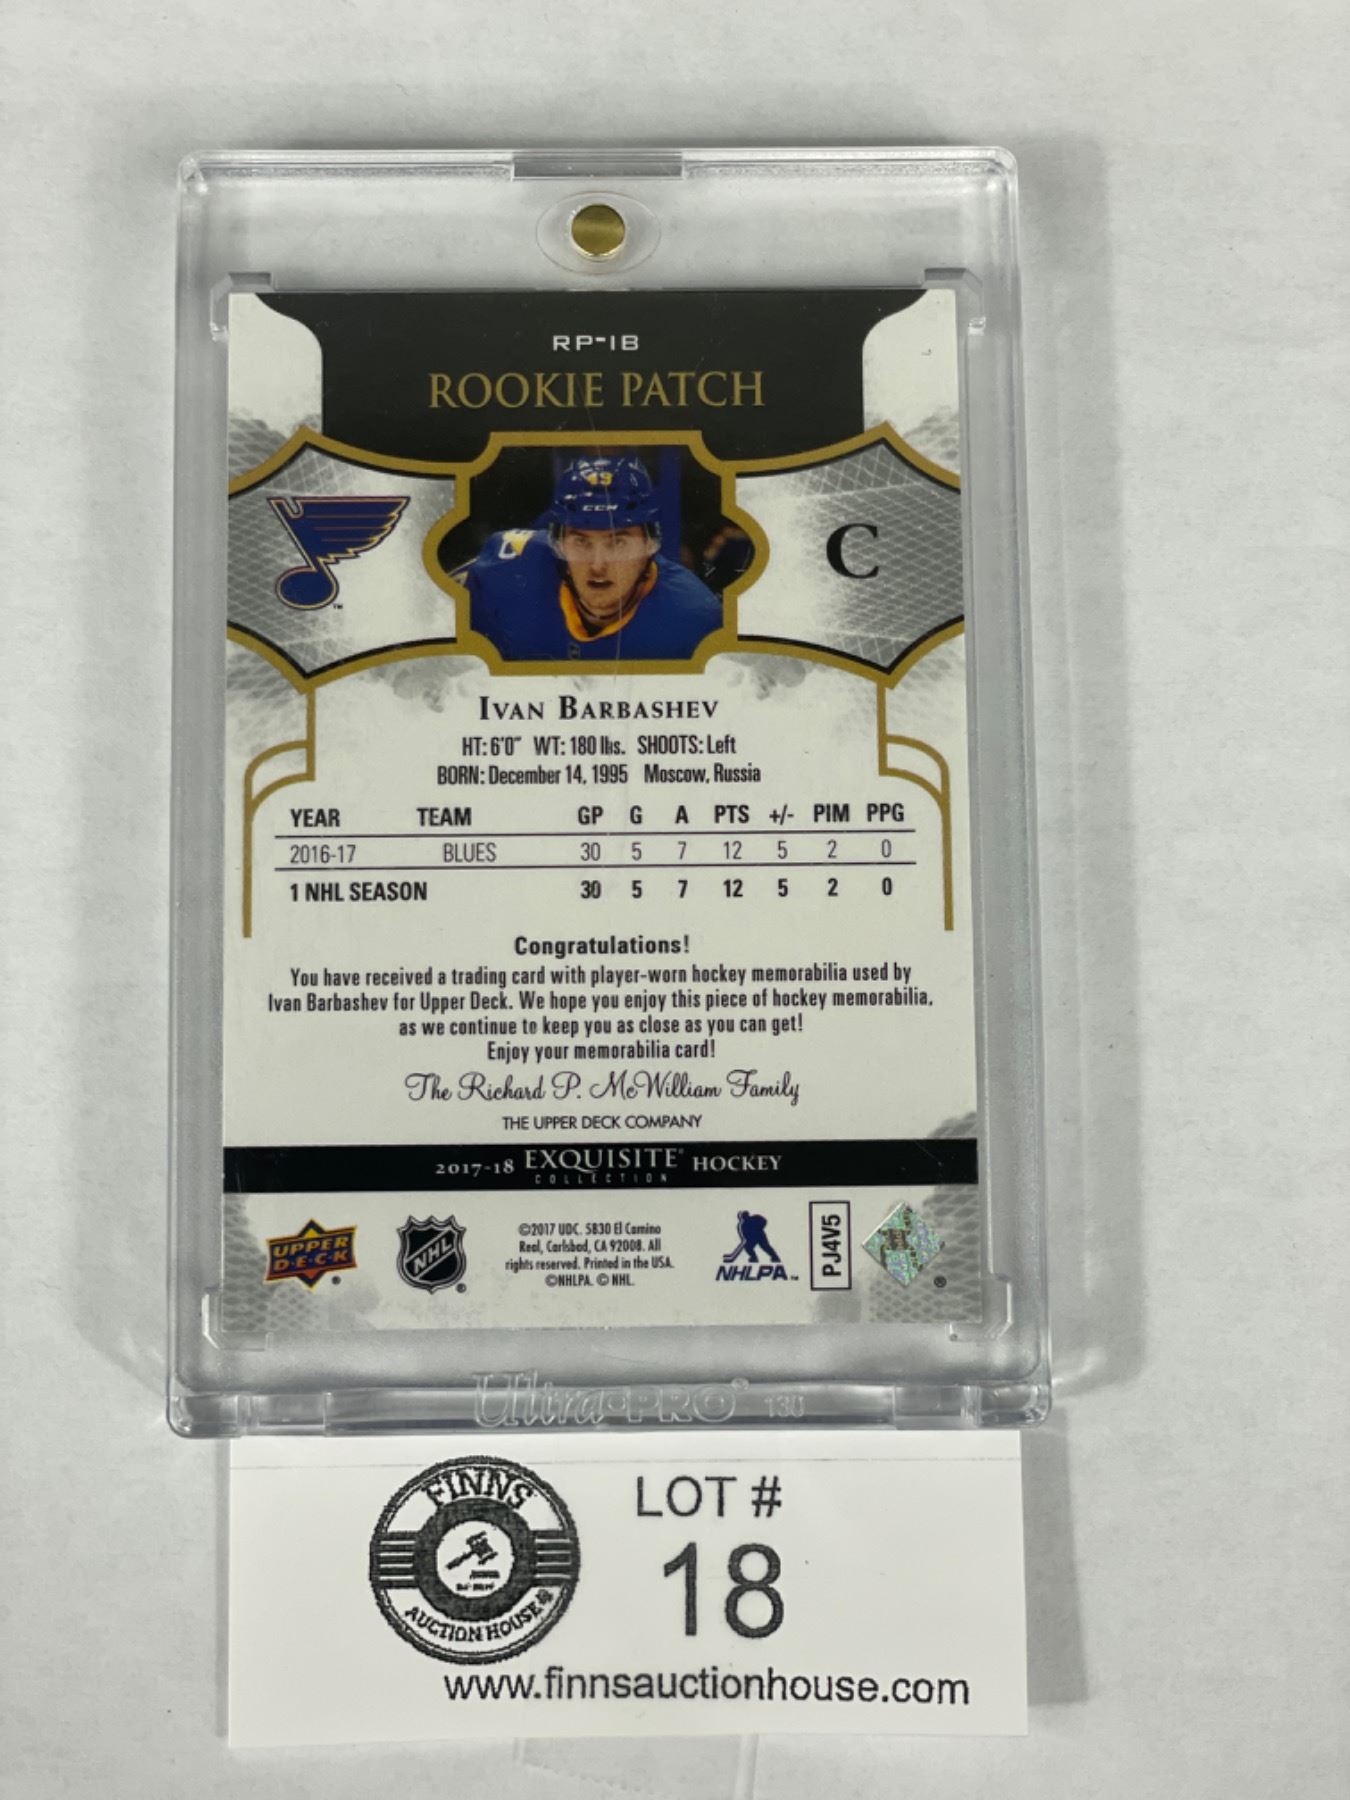 RP-IB
ROOKIE PATCH
49
CCM
C
TM
IVAN BARBASHEV
HT: 6'0" WT: 180 lbs. SHOOTS: Left
BORN: December 14, 1995 Moscow, Russia
YEAR TEAM GP G A PTS +/- PIM PPG
2016-17 BLUES 30 5 7 12 5 2 0
1 NHL SEASON 30 5 7 12 5 2 0
Congratulations!
You have received a trading card with player-worn hockey memorabilia used by
Ivan Barbashev for Upper Deck. We hope you enjoy this piece of hockey memorabilia,
as we continue to keep you as close as you can get!
Enjoy your memorabilia card!
The Richard P. McWilliam Family
THE UPPER DECK COMPANY
2017-18 EXQUISITE HOCKEY
COLLECTION
UPPER
D·E·C·K
®
NHL
®
©2017 UDC. 5830 El Camino
Real, Carlsbad, CA 92008. All
rights reserved. Printed in the USA.
©NHLPA. © NHL.
NHLPA™
PJ4V5
®
Ultra·PRO®
FINNS
AUCTION HOUSE
LOT #
18
www.finnsauctionhouse.com